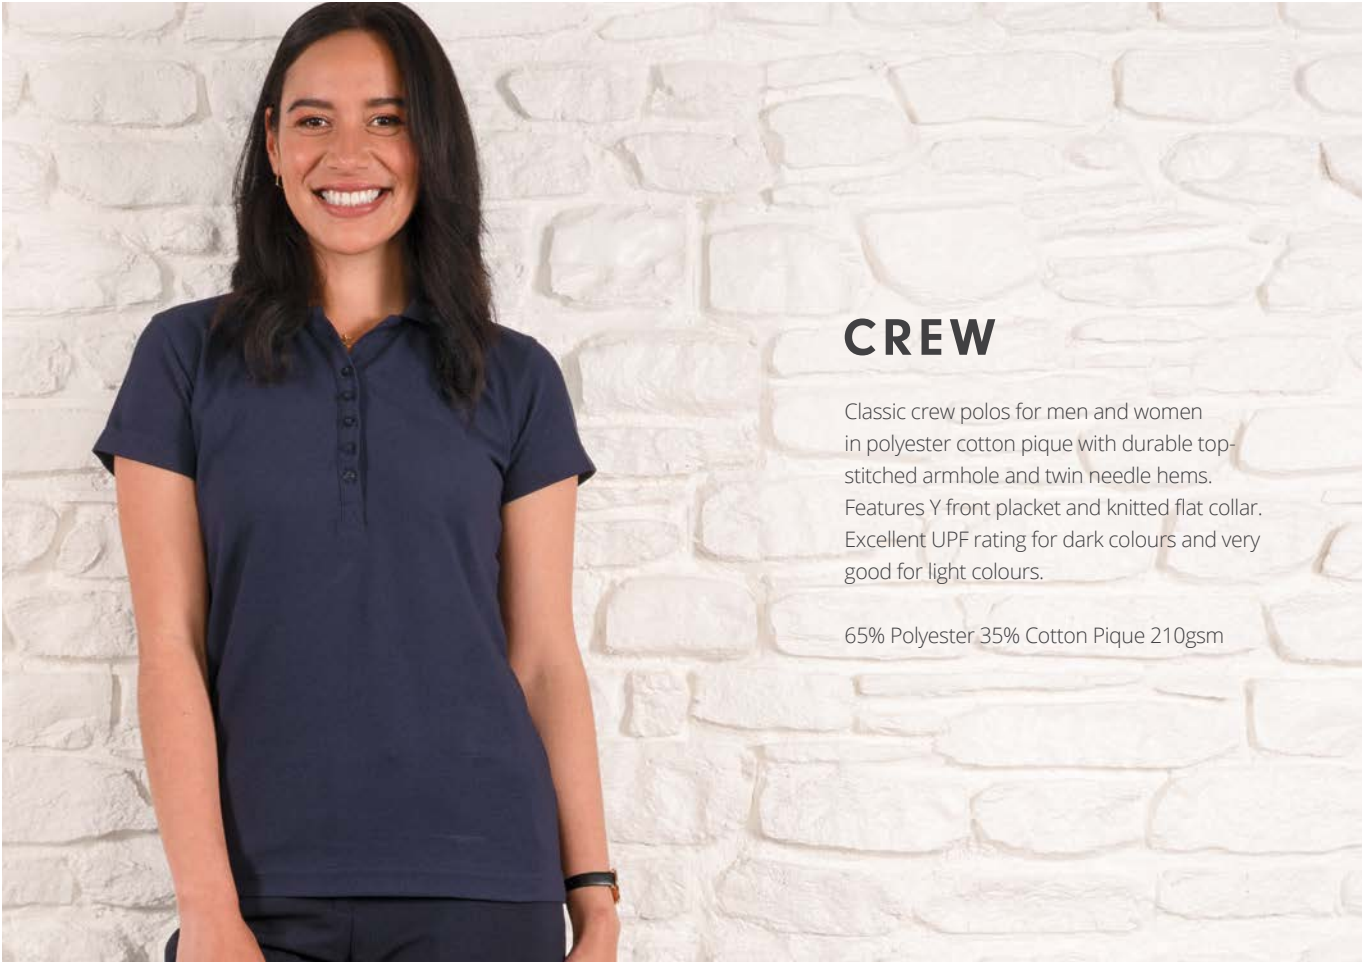 CREW
Classic crew polos for men and women
in polyester cotton pique with durable top-
stitched armhole and twin needle hems.
Features Y front placket and knitted flat collar.
Excellent UPF rating for dark colours and very
good for light colours.
65% Polyester 35% Cotton Pique 210gsm